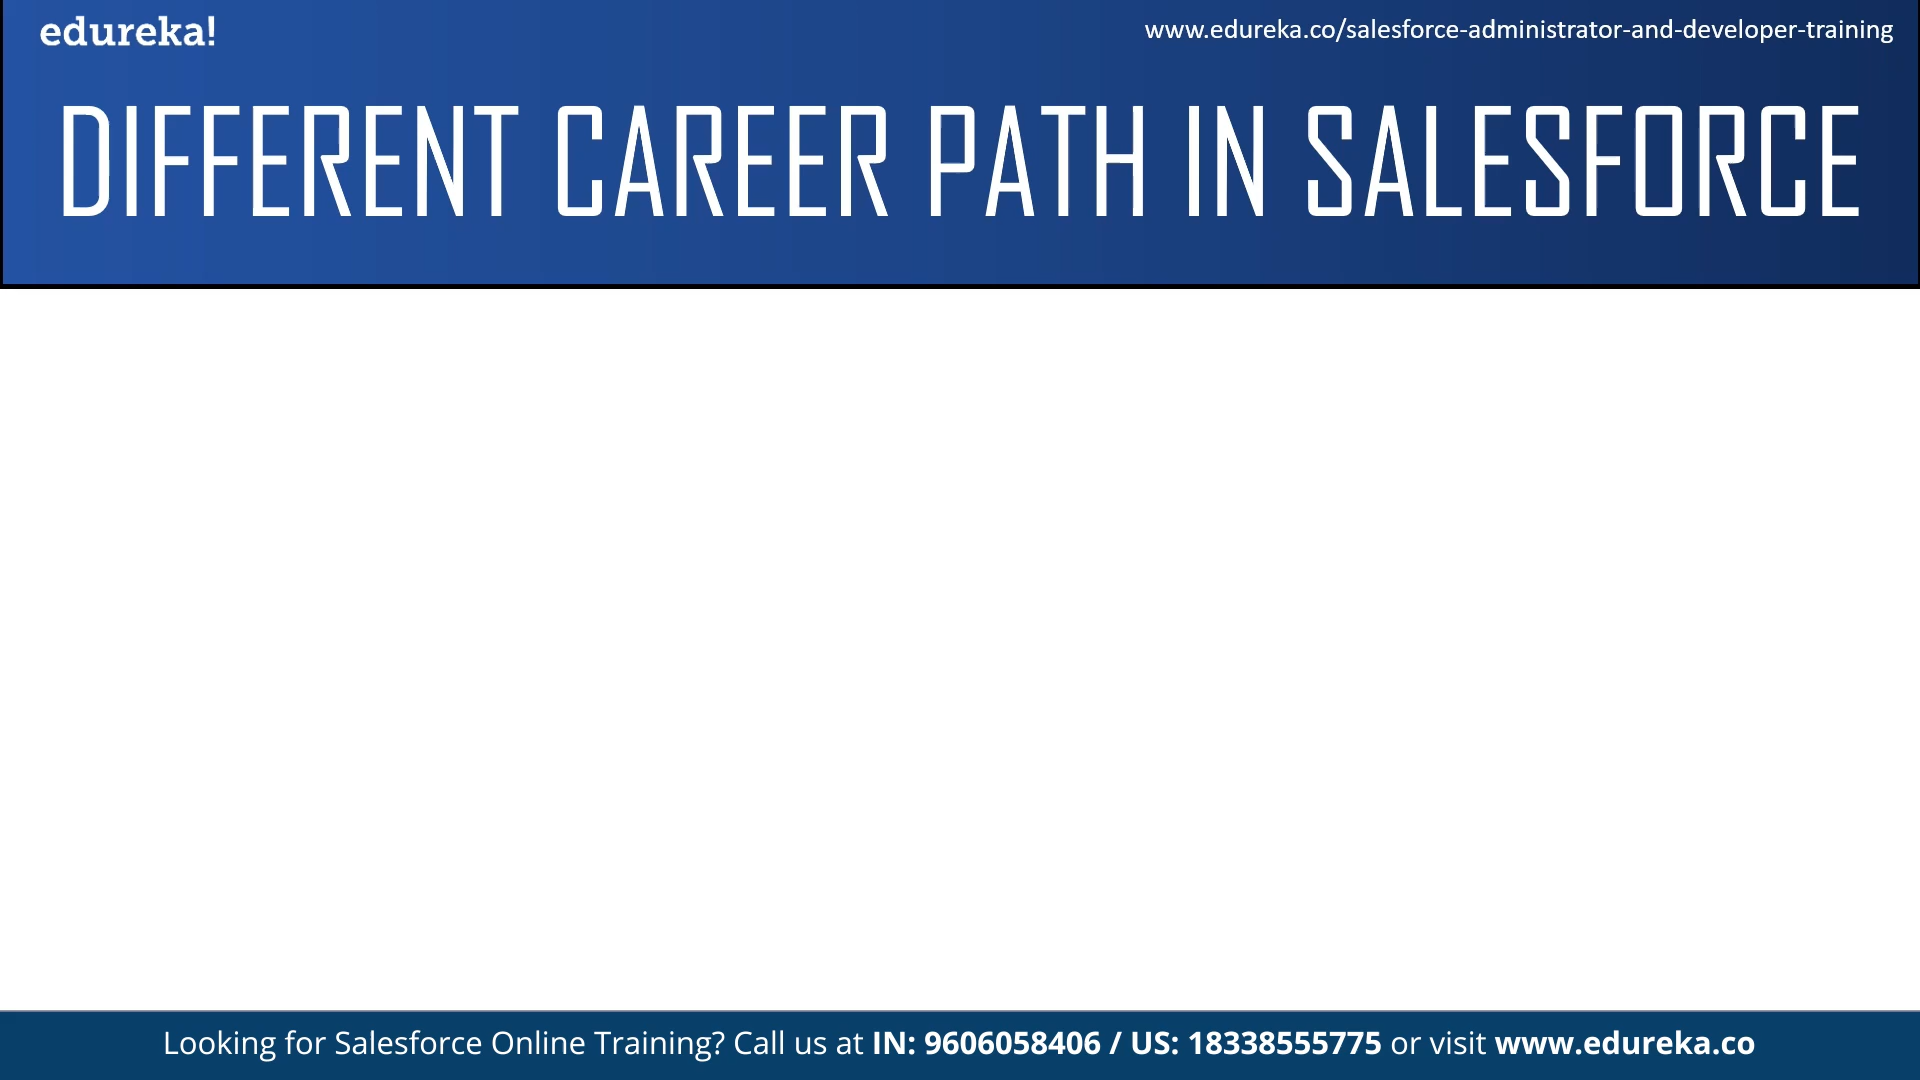 edureka!
www.edureka.co/salesforce-administrator-and-developer-training
DIFFERENT CAREER PATH IN SALESFORCE
Looking for Salesforce Online Training? Call us at IN: 9606058406 / US: 18338555775 or visit www.edureka.co